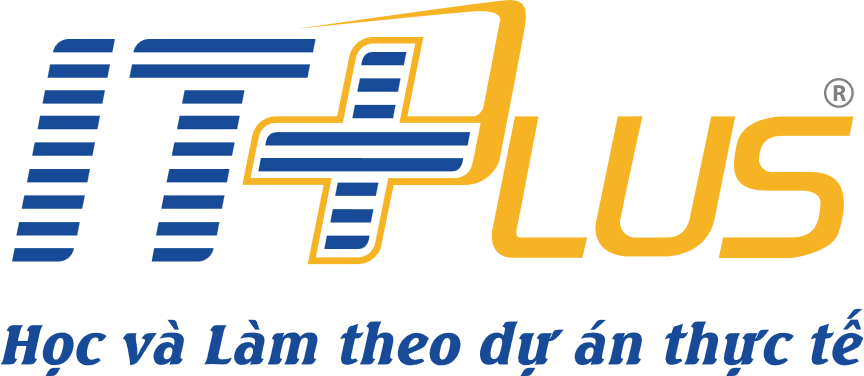 ITPLUS®
Học và Làm theo dự án thực tế